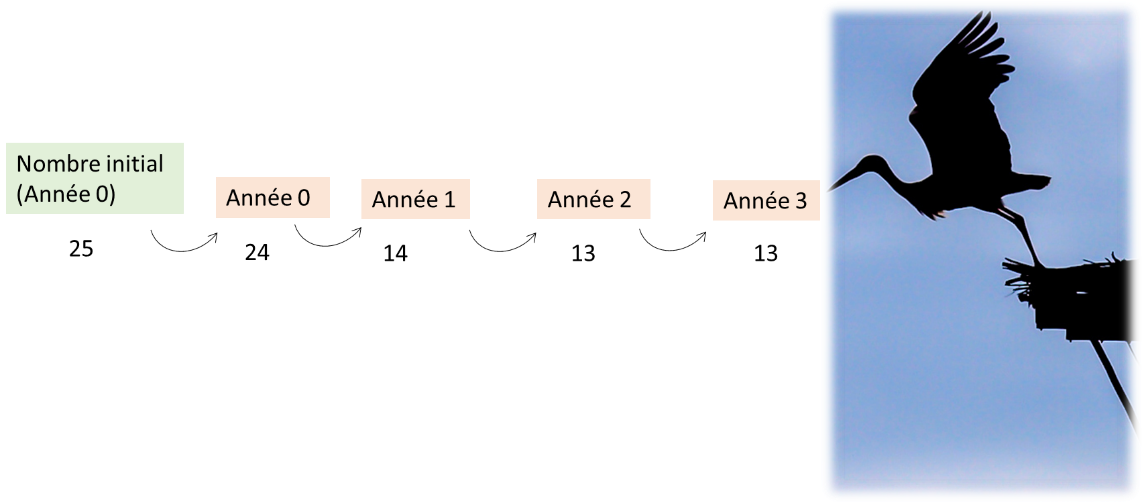 Nombre initial
(Année 0)
Année 0
Année 1
Année 2
Année 3
25
24
14
13
13